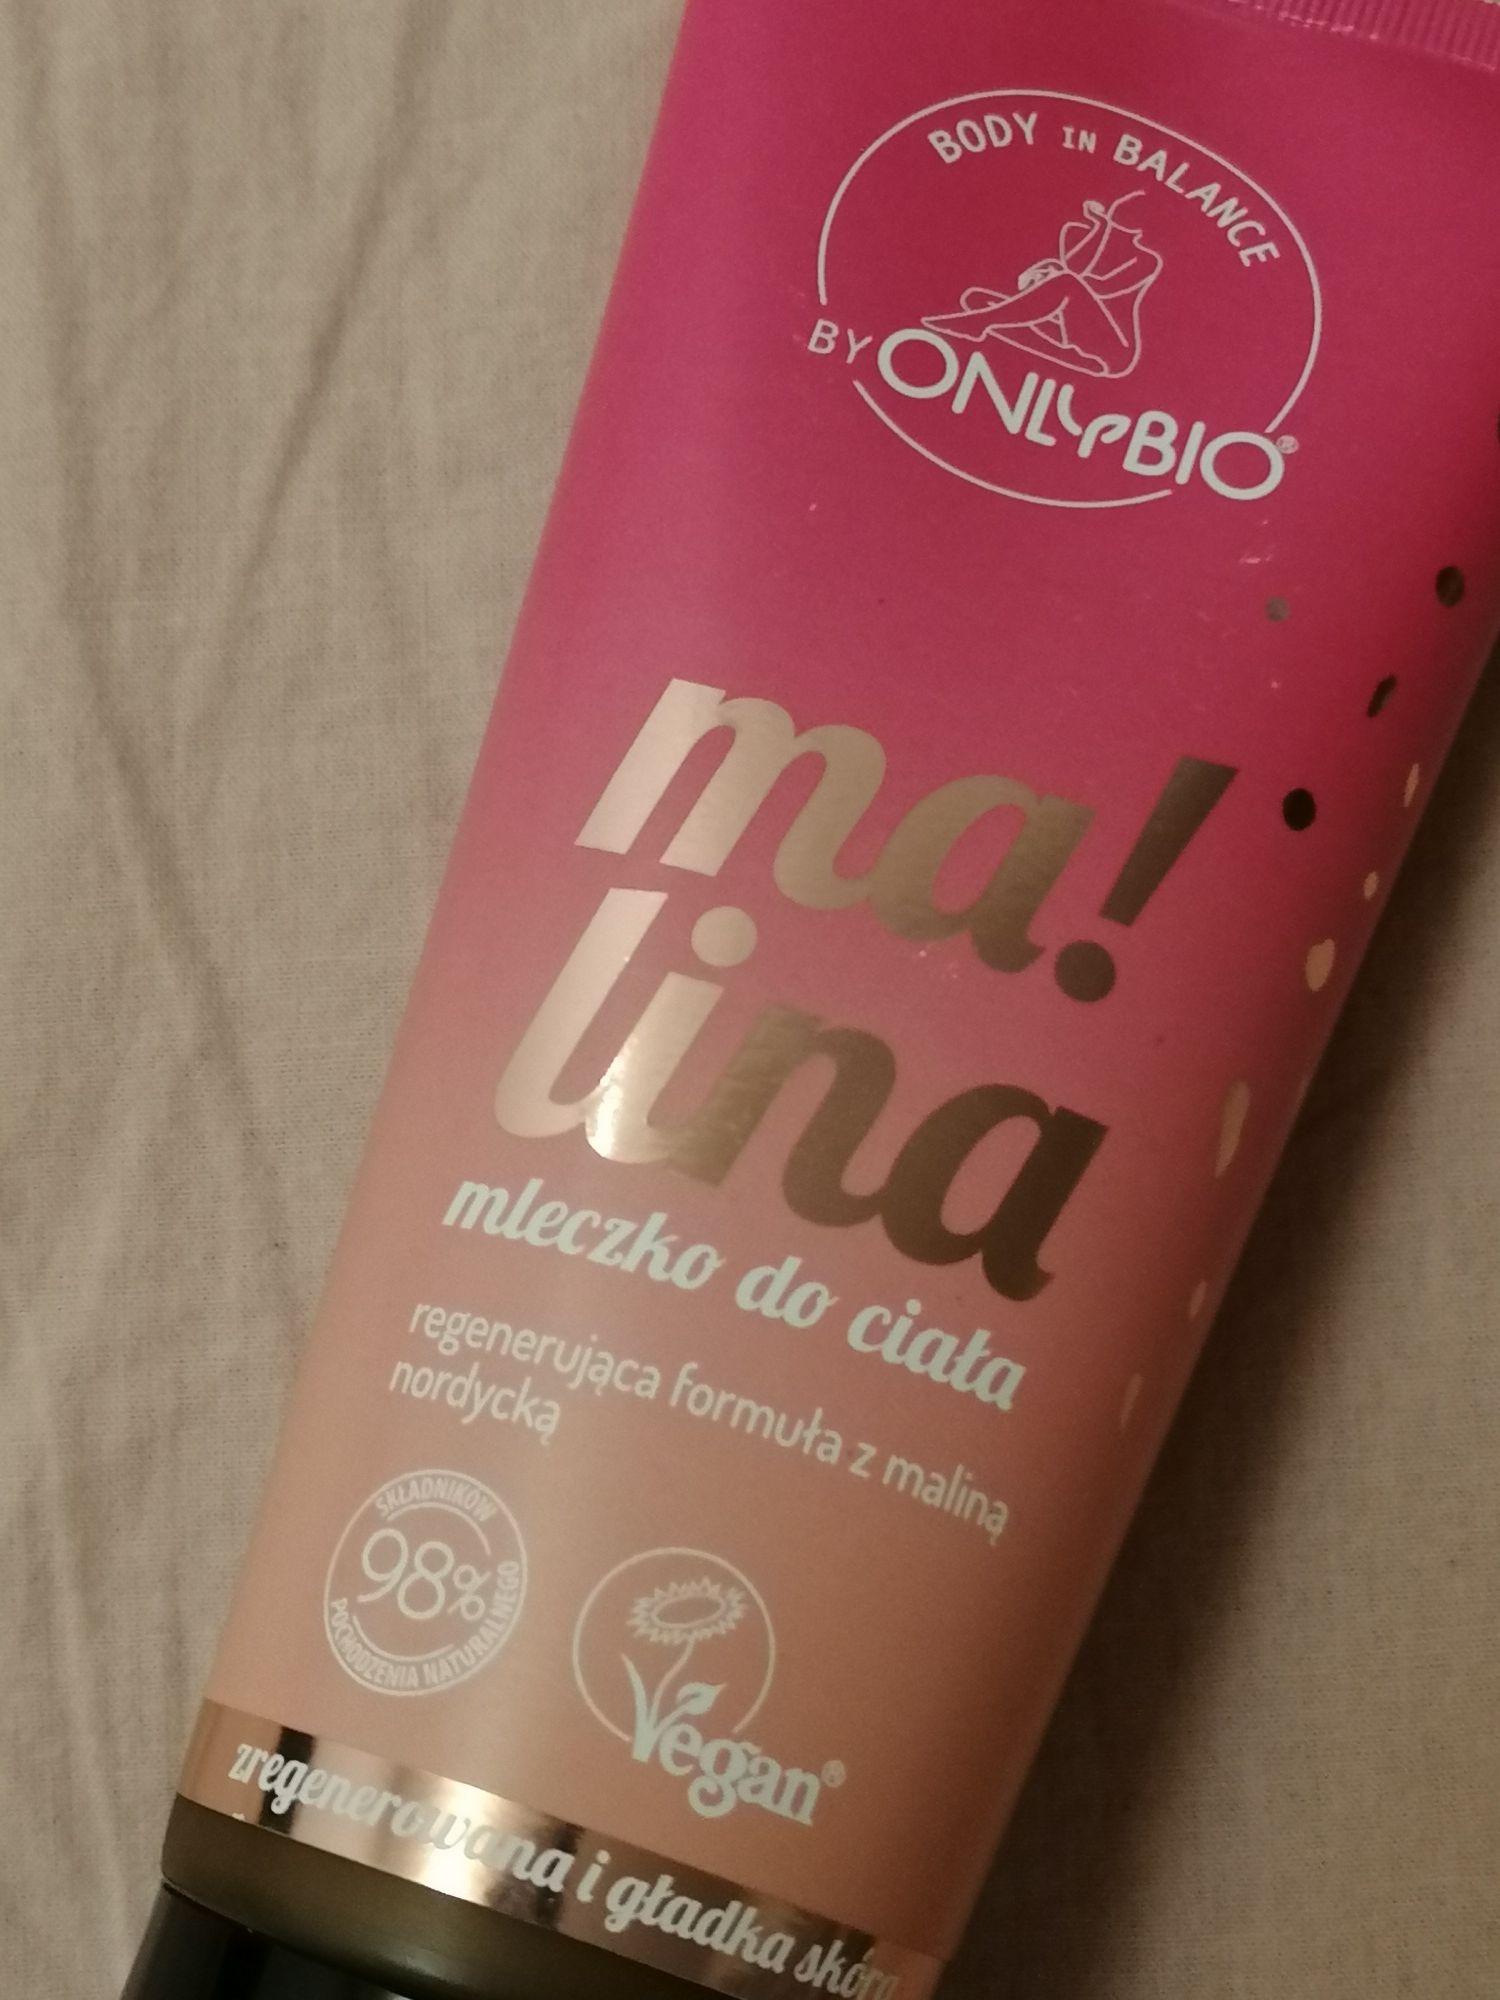 BODY IN BALANCE
BY ONLYBIO®
ma!
lina
mleczko do ciała
regenerująca formuła z maliną
nordycką
SKŁADNIKÓW
98%
POCHODZENIA NATURALNEGO
Vegan®
zregenerowana i gładka skóra